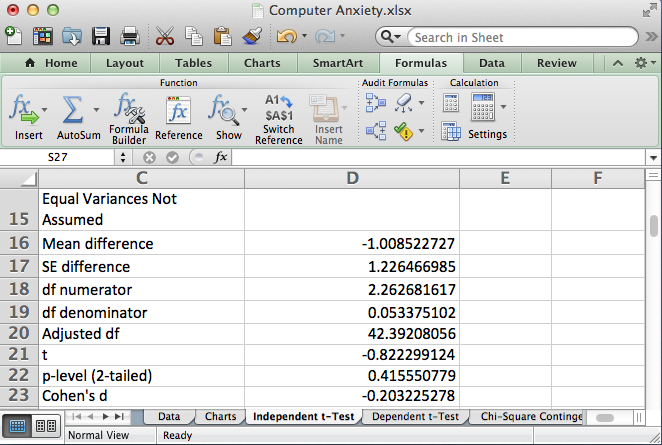 Computer Anxiety.xlsx
Search in Sheet
Home Layout Tables Charts SmartArt Formulas Data Review
Function Audit Formulas Calculation
fx Σ fx fx fx A1 $A$1
Insert AutoSum Formula Builder Reference Show Switch Reference Insert Name Settings
S27 fx
C D E F
15 Equal Variances Not
Assumed
16 Mean difference -1.008522727
17 SE difference 1.226466985
18 df numerator 2.262681617
19 df denominator 0.053375102
20 Adjusted df 42.39208056
21 t -0.822299124
22 p-level (2-tailed) 0.415550779
23 Cohen's d -0.203225278
Data Charts Independent t-Test Dependent t-Test Chi-Square Continge
Normal View Ready